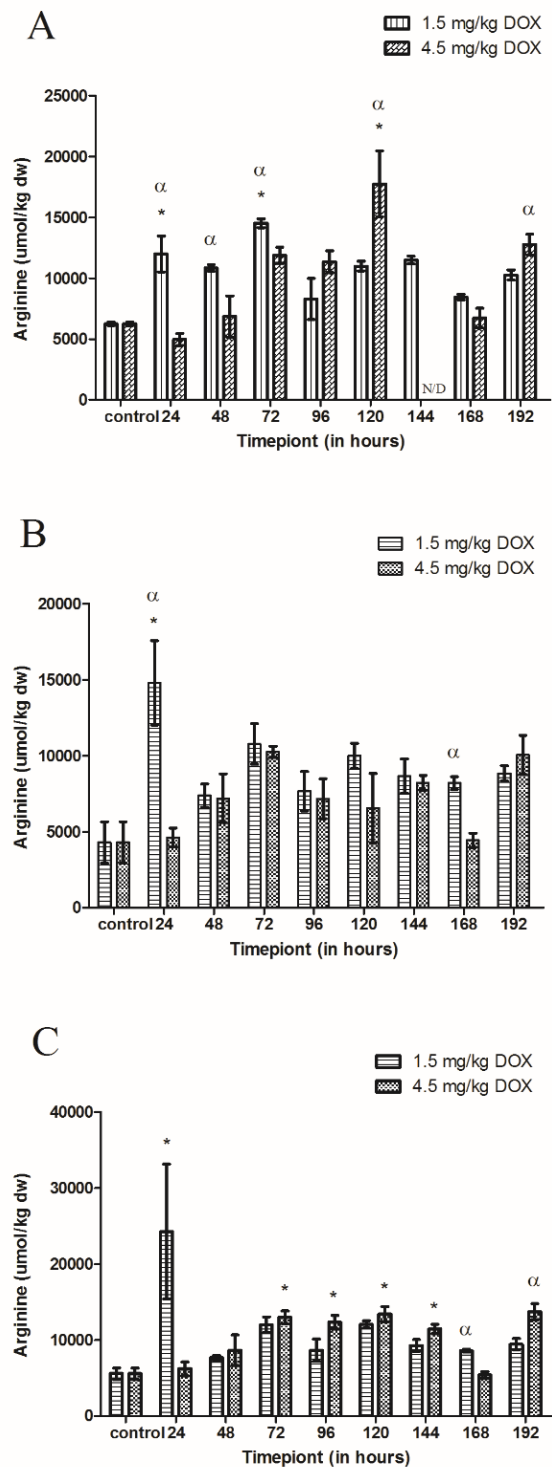 A
1.5 mg/kg DOX
4.5 mg/kg DOX
25000
20000
15000
10000
5000
0
Arginine (umol/kg dw)
α
*
α
α
*
α
*
α
N/D
control 24 48 72 96 120 144 168 192
Timepiont (in hours)
B
1.5 mg/kg DOX
4.5 mg/kg DOX
20000
15000
10000
5000
0
Arginine (umol/kg dw)
α
*
α
control 24 48 72 96 120 144 168 192
Timepiont (in hours)
C
1.5 mg/kg DOX
4.5 mg/kg DOX
40000
30000
20000
10000
0
Arginine (umol/kg dw)
*
* * * *
α
α
control 24 48 72 96 120 144 168 192
Timepiont (in hours)